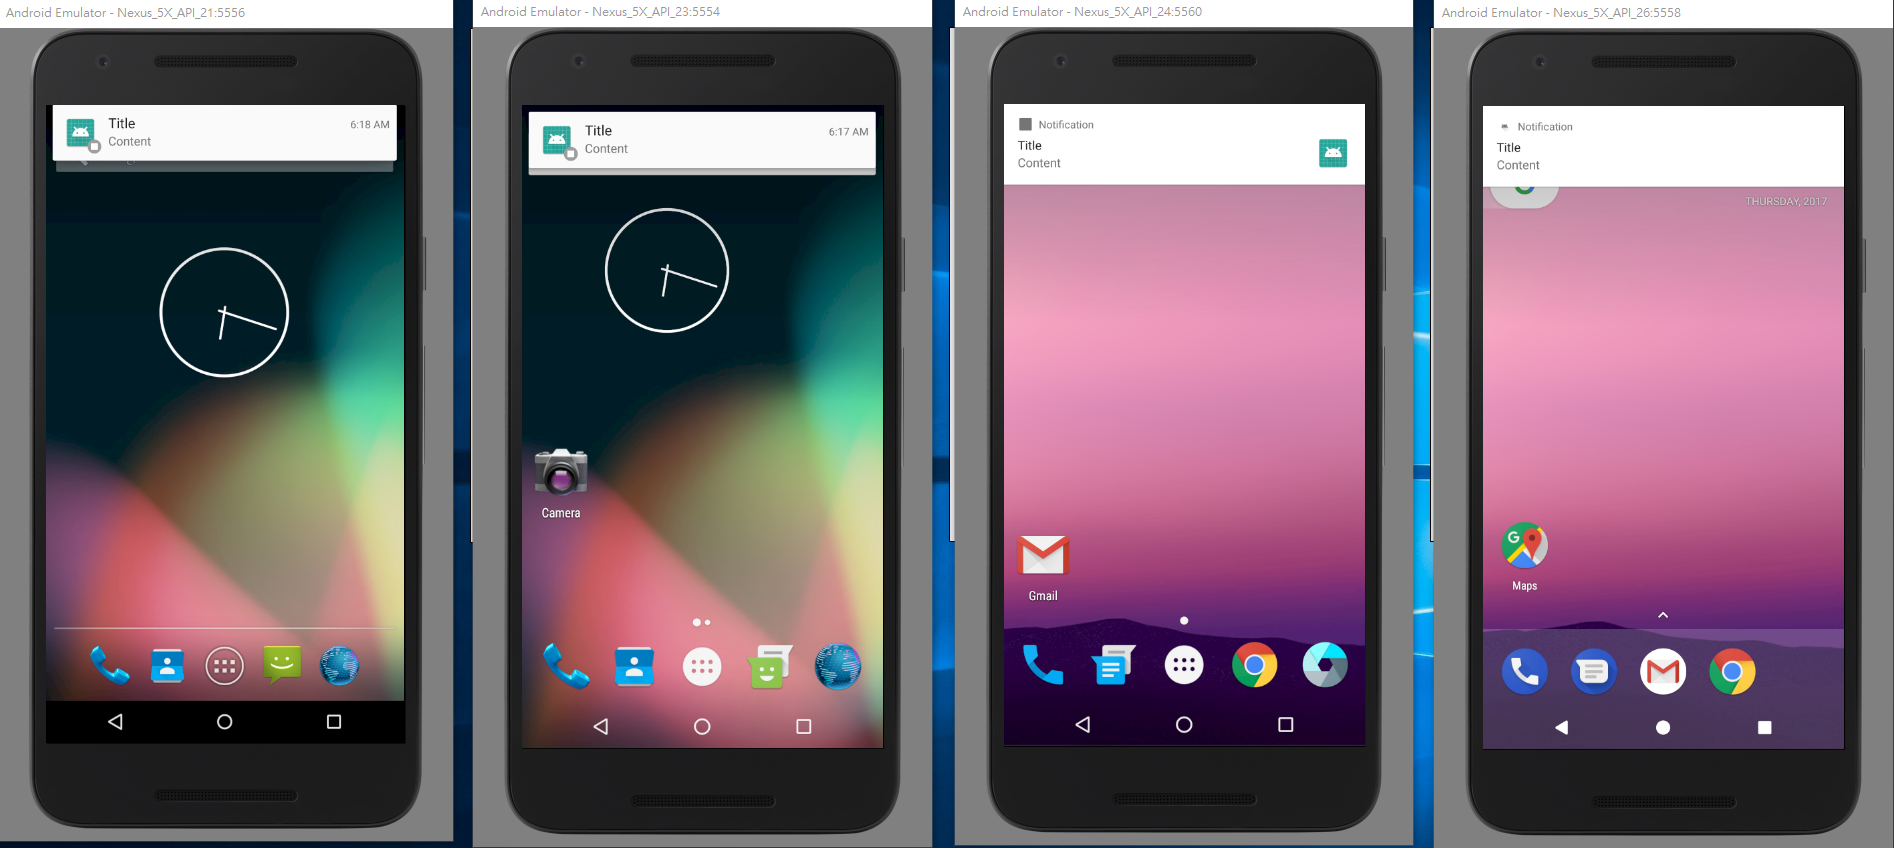 Android Emulator - Nexus_5X_API_21:5556
Title
6:18 AM
Content
Android Emulator - Nexus_5X_API_23:5554
Title
6:17 AM
Content
Camera
Android Emulator - Nexus_5X_API_24:5560
Notification
Title
Content
Gmail
Android Emulator - Nexus_5X_API_26:5558
Notification
Title
Content
THURSDAY, 2017
G
Maps